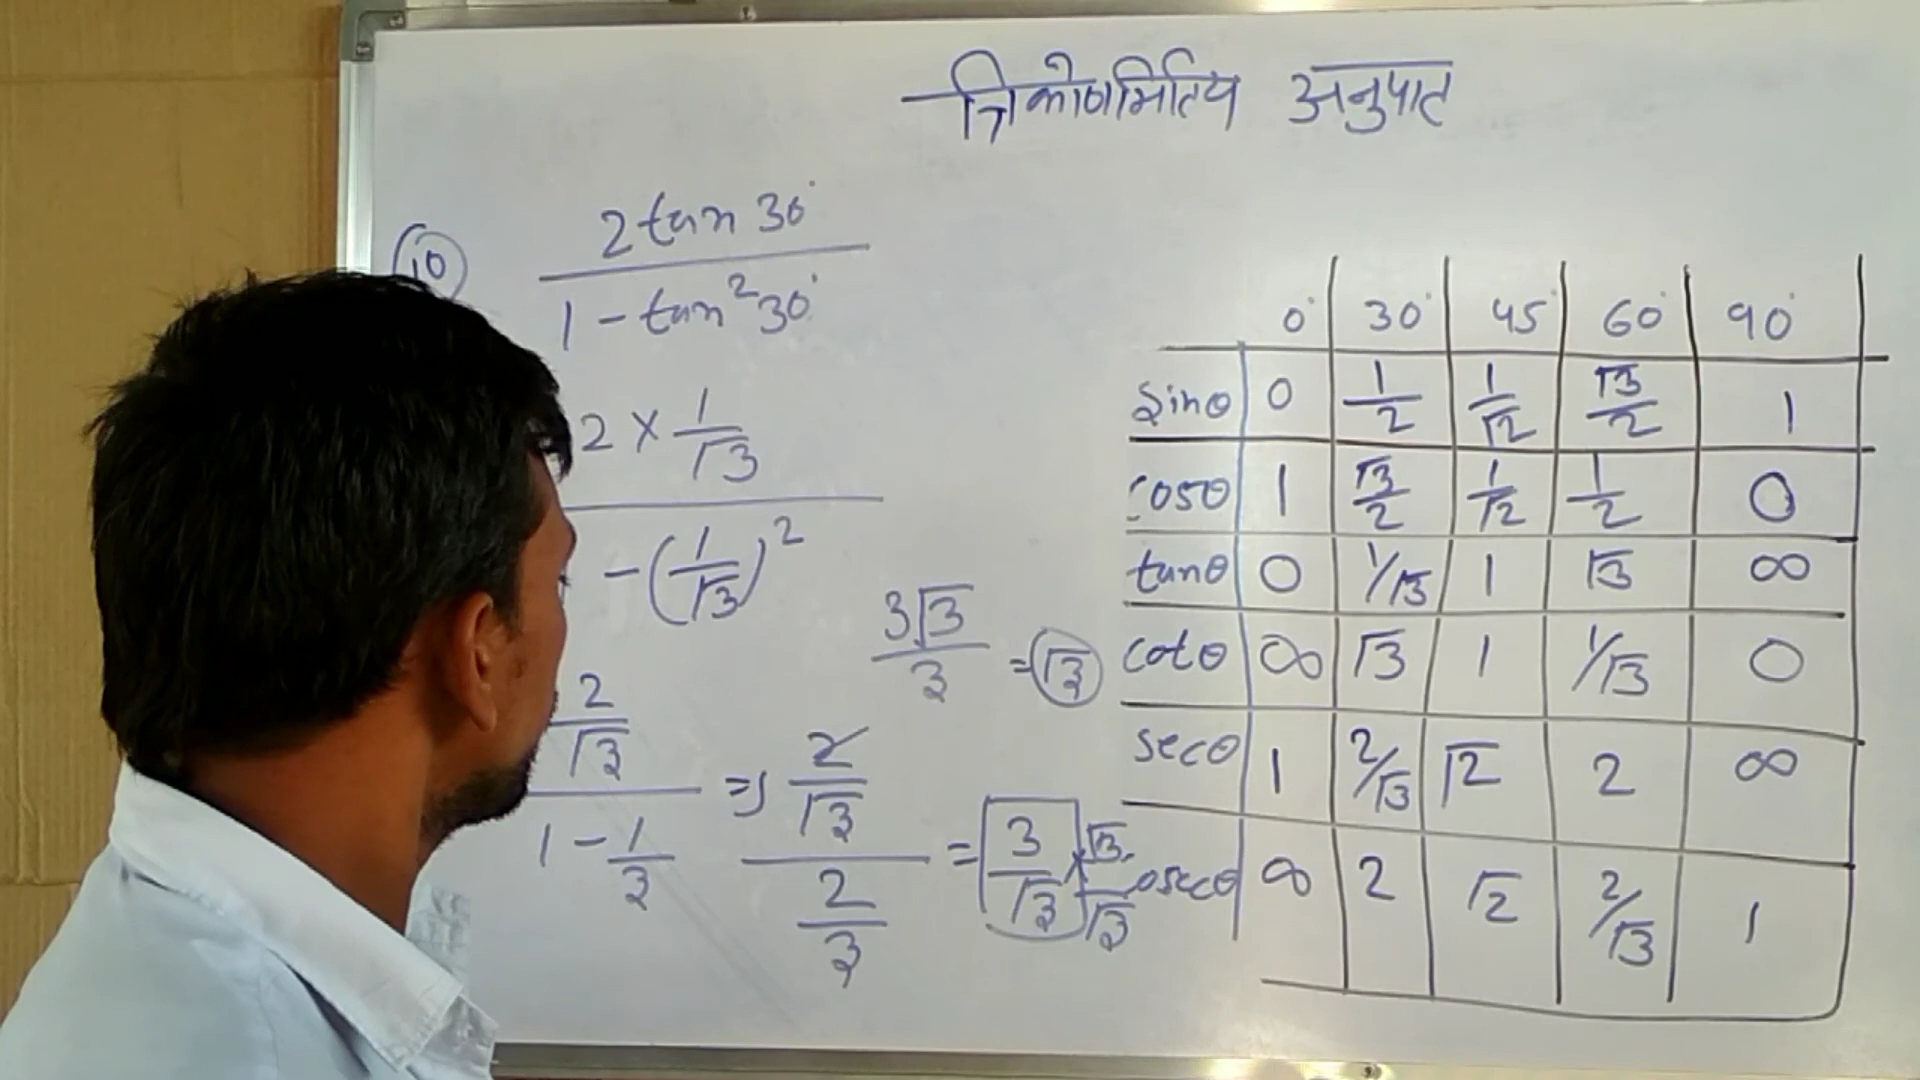 त्रिकोणमितिय अनुपात
10
2 tan 30°
1 - tan²30°
2 × 1/√3
- (1/√3)²
2/√3
1 - 1/3
=> 2/√3
2/3
= 3/√3 × √3/√3
3√3/3 = √3
0° 30° 45° 60° 90°
sinθ 0 1/2 1/√2 √3/2 1
cosθ 1 √3/2 1/√2 1/2 0
tanθ 0 1/√3 1 √3 ∞
cotθ ∞ √3 1 1/√3 0
secθ 1 2/√3 √2 2 ∞
cosecθ ∞ 2 √2 2/√3 1